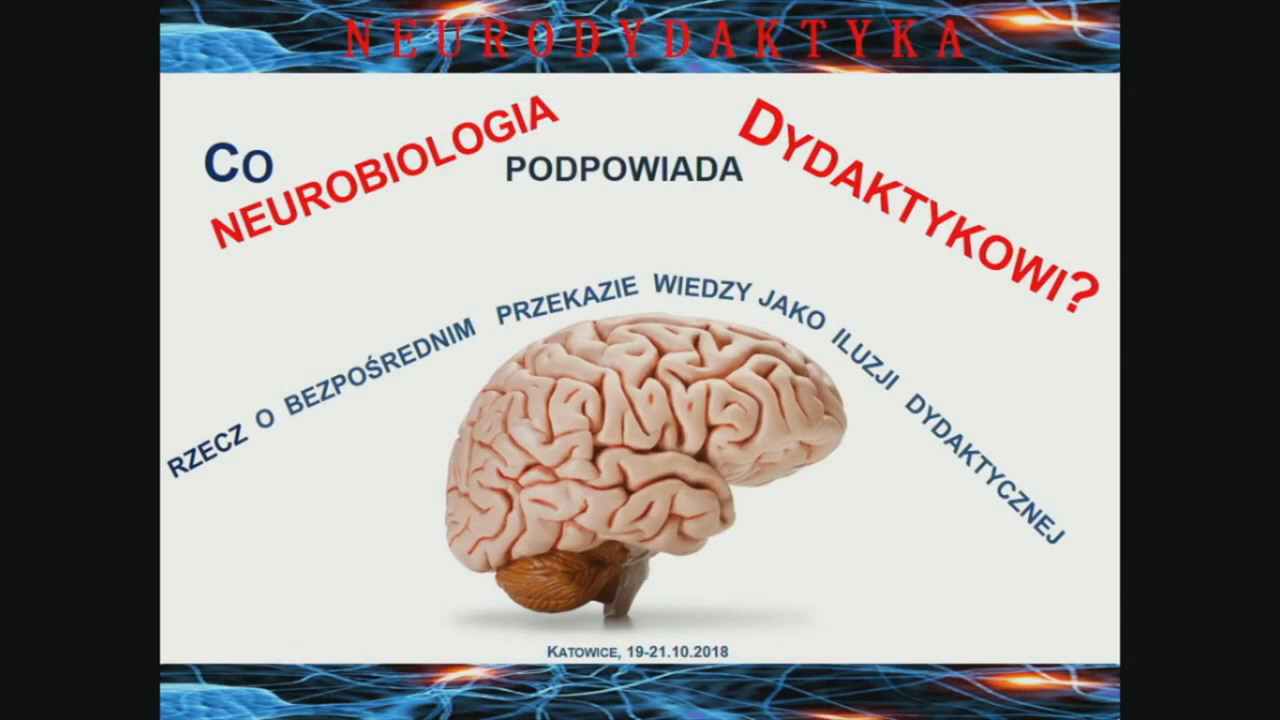 NEURODYDAKTYKA
CO
NEUROBIOLOGIA
PODPOWIADA
DYDAKTYKOWI?
RZECZ O BEZPOŚREDNIM PRZEKAZIE WIEDZY JAKO ILUZJI DYDAKTYCZNEJ
KATOWICE, 19-21.10.2018